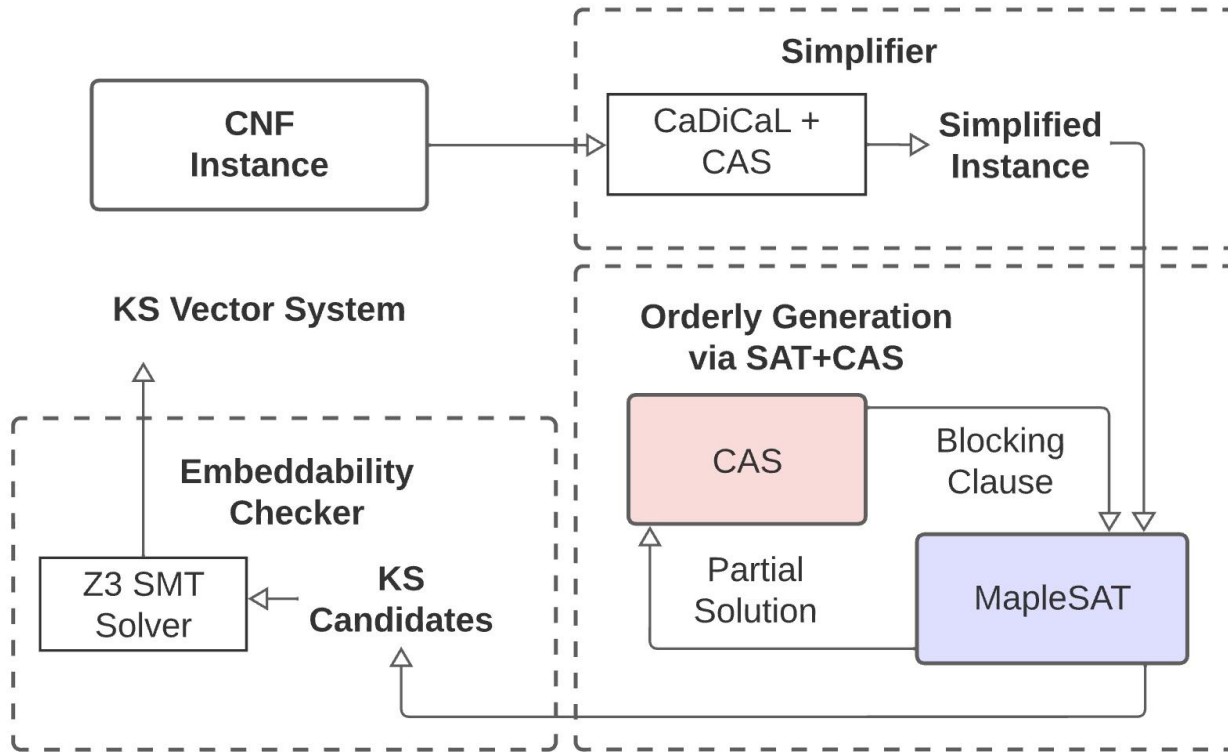 Simplifier
CNF
Instance
CaDiCaL +
CAS
Simplified
Instance
KS Vector System
Orderly Generation
via SAT+CAS
CAS
Blocking
Clause
Embeddability
Checker
Z3 SMT
Solver
KS
Candidates
Partial
Solution
MapleSAT